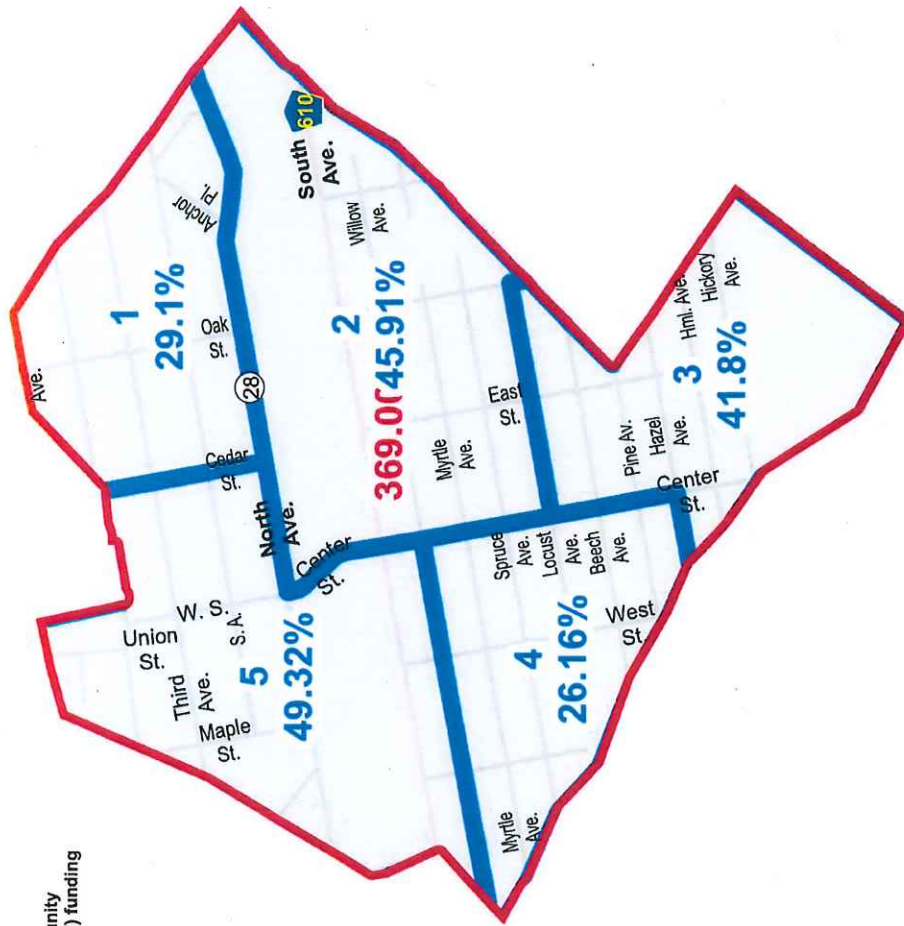 Ave.
1
29.1%
Anchor
Pl.
Oak
St.
28
Cedar
St.
North
Ave.
South
Ave.
610
Willow
Ave.
2
369.0(45.91%
Myrtle
Ave.
East
St.
Union
St.
W. S.
S.A.
Third
Ave.
Maple
St.
5
49.32%
Center
St.
Spruce
Ave.
Locust
Ave.
Beech
Ave.
4
26.16%
West
St.
Myrtle
Ave.
Pine Av.
Hazel
Ave.
Hml. Ave.
Hickory
Ave.
3
41.8%
Center
St.
nity
) funding